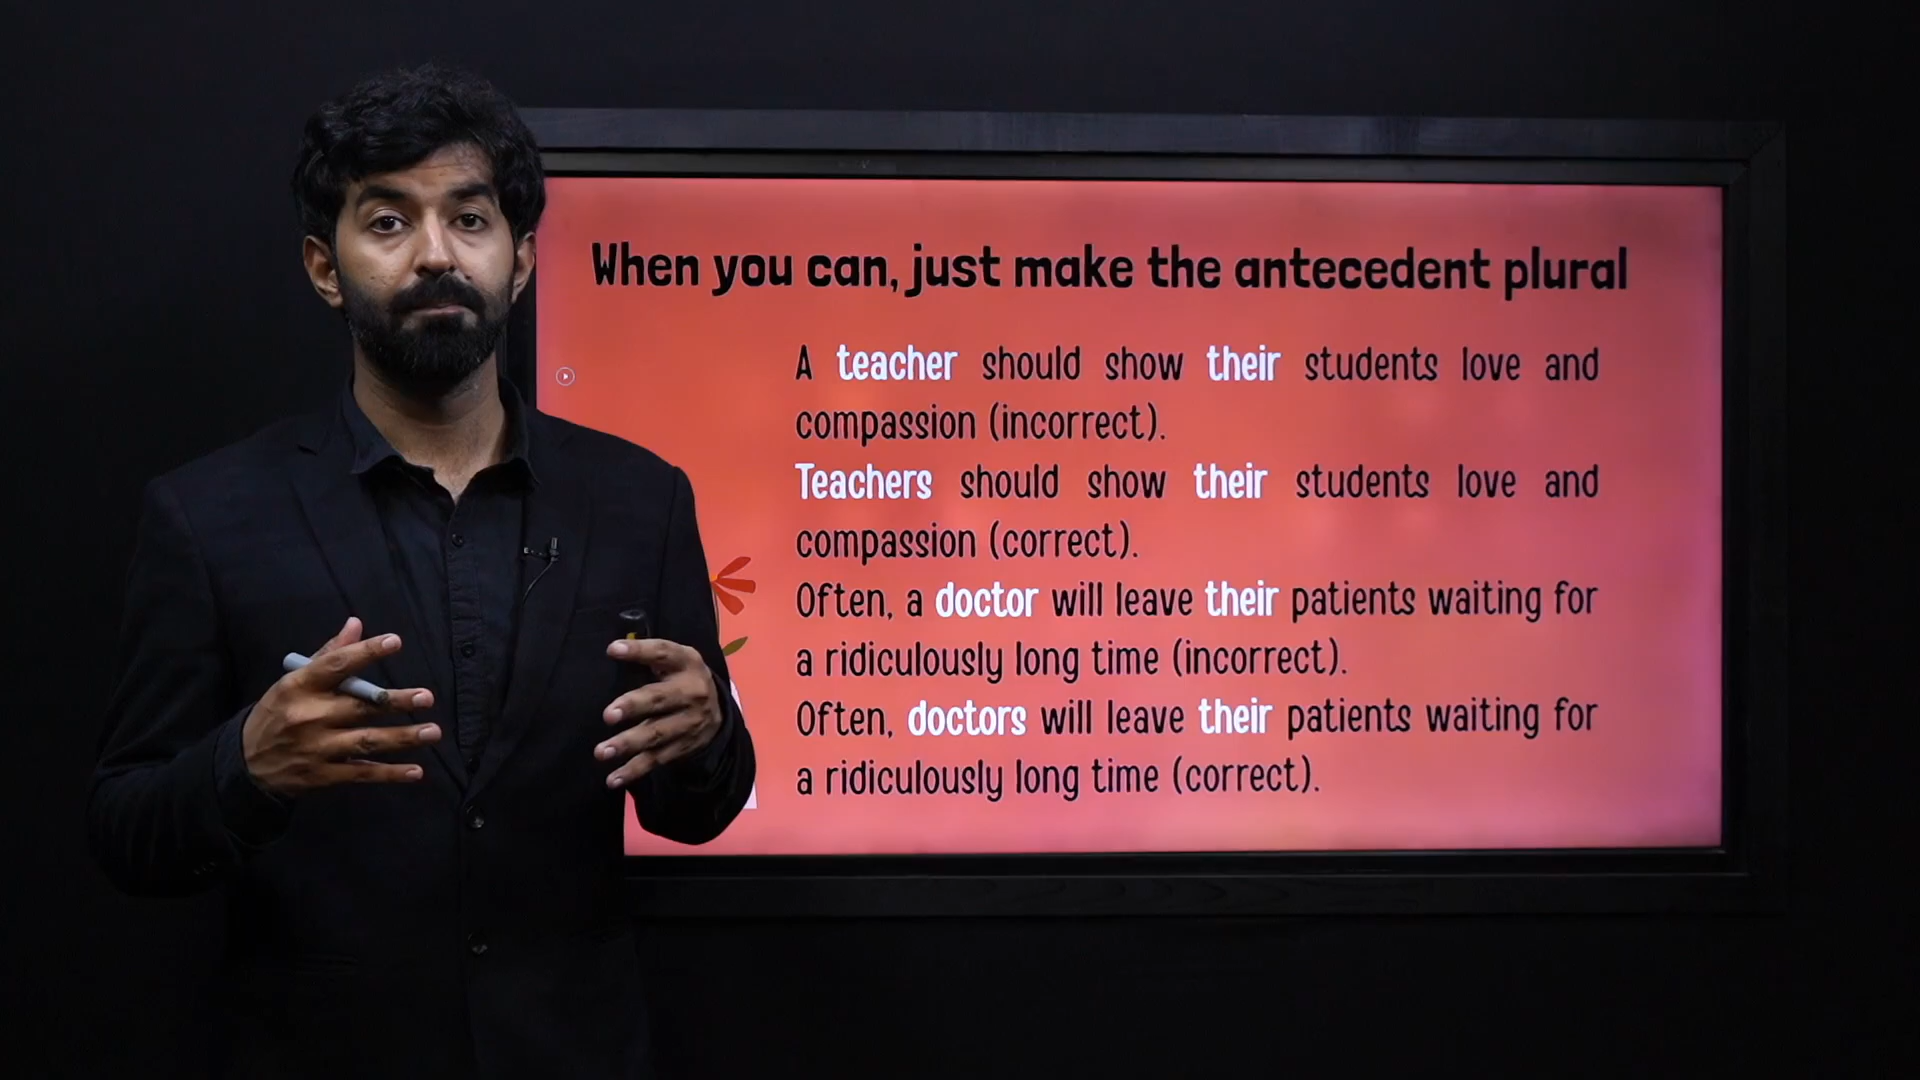 When you can, just make the antecedent plural
A teacher should show their students love and
compassion (incorrect).
Teachers should show their students love and
compassion (correct).
Often, a doctor will leave their patients waiting for
a ridiculously long time (incorrect).
Often, doctors will leave their patients waiting for
a ridiculously long time (correct).